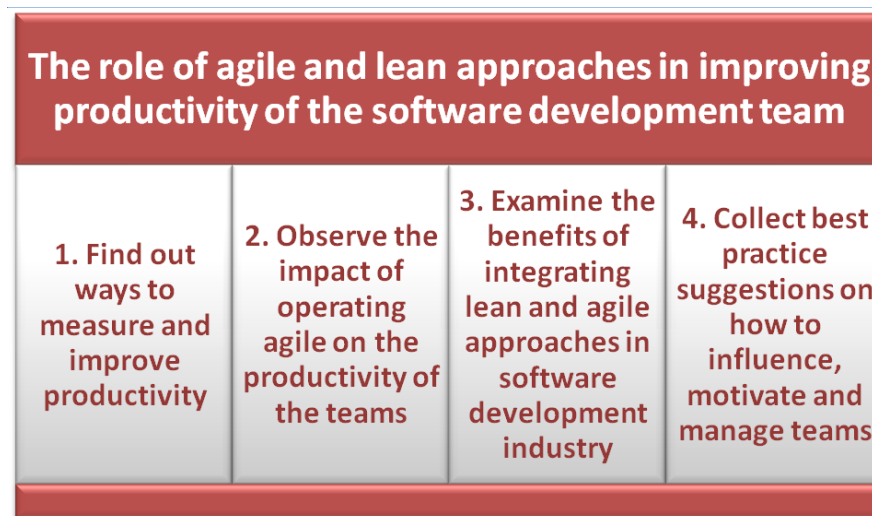 The role of agile and lean approaches in improving
productivity of the software development team
1. Find out
ways to
measure and
improve
productivity
2. Observe the
impact of
operating
agile on the
productivity of
the teams
3. Examine the
benefits of
integrating
lean and agile
approaches in
software
development
industry
4. Collect best
practice
suggestions on
how to
influence,
motivate and
manage teams